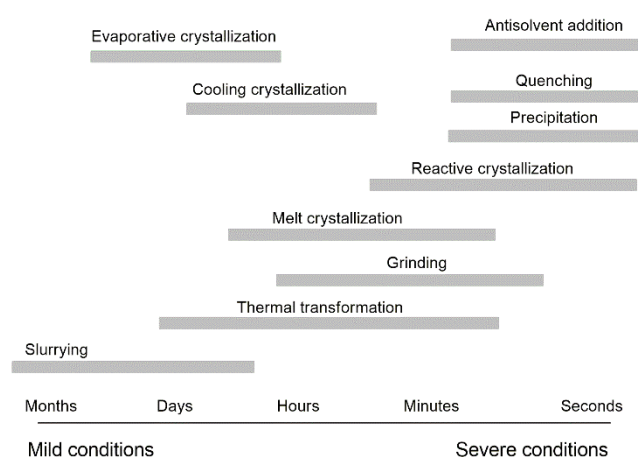 Antisolvent addition
Evaporative crystallization
Quenching
Cooling crystallization
Precipitation
Reactive crystallization
Melt crystallization
Grinding
Thermal transformation
Slurrying
Months Days Hours Minutes Seconds
Mild conditions Severe conditions